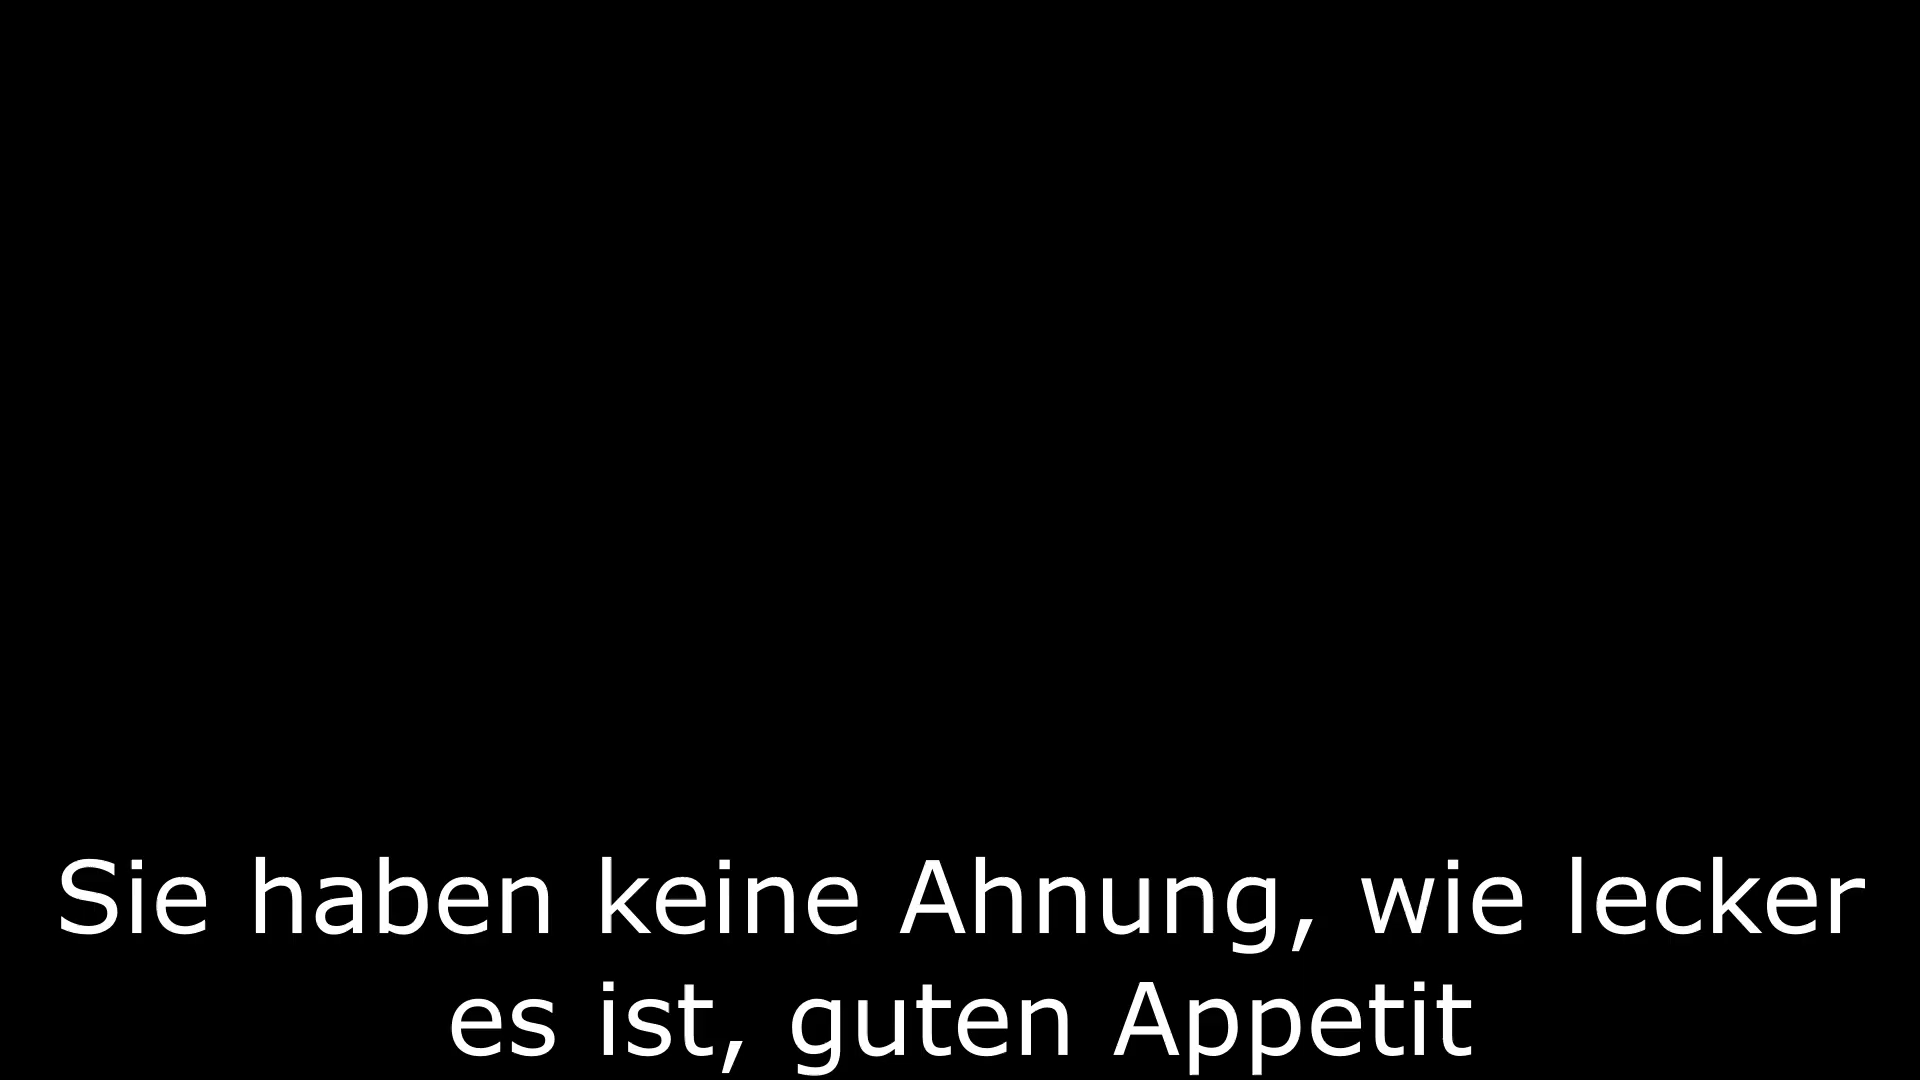 Sie haben keine Ahnung, wie lecker
es ist, guten Appetit